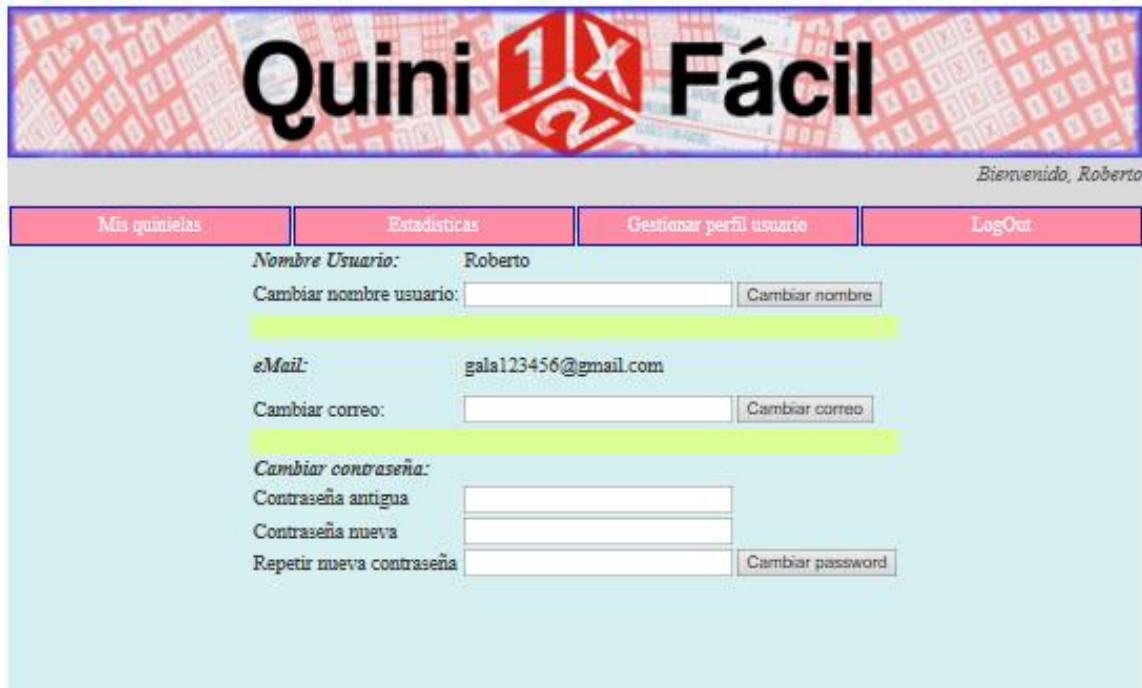 Quini 1X2 Fácil
Bienvenido, Roberto
Mis quinielas Estadisticas Gestionar perfil usuario LogOut
Nombre Usuario: Roberto
Cambiar nombre usuario: Cambiar nombre
eMail: gala123456@gmail.com
Cambiar correo: Cambiar correo
Cambiar contraseña:
Contraseña antigua
Contraseña nueva
Repetir nueva contraseña Cambiar password